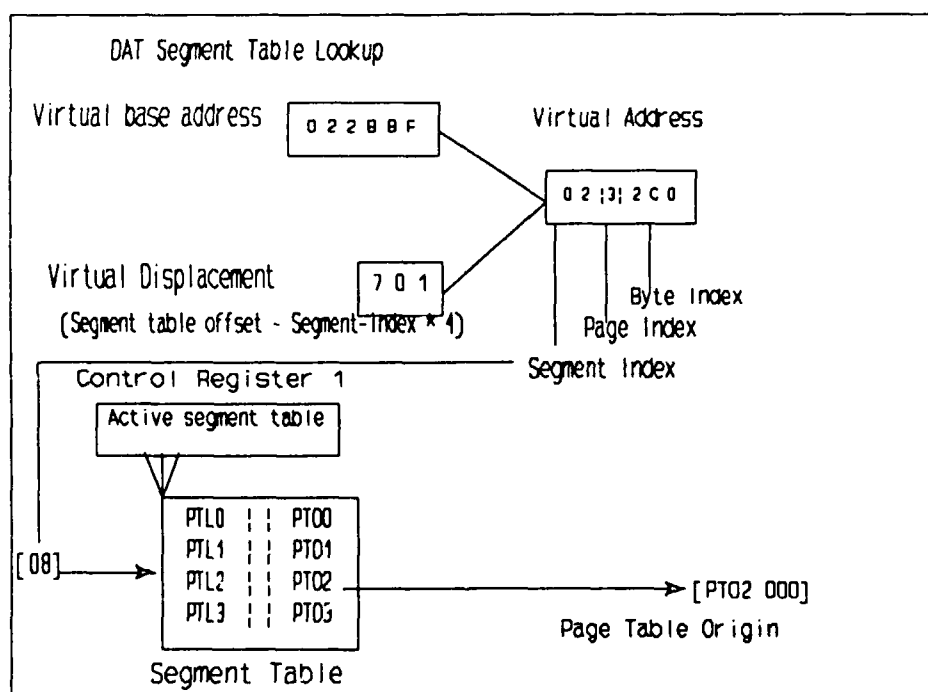 DAT Segment Table Lookup
Virtual base address
0 2 2 B B F
Virtual Address
0 2 ¦3¦ 2 C 0
Virtual Displacement
7 0 1
Byte Index
(Segment table offset - Segment-Index * 4)
Page Index
Segment Index
Control Register 1
Active segment table
PTL0 ¦ ¦ PTO0
PTL1 ¦ ¦ PTO1
[08]
PTL2 ¦ ¦ PTO2
[PTO2 000]
PTL3 ¦ ¦ PTO3
Page Table Origin
Segment Table